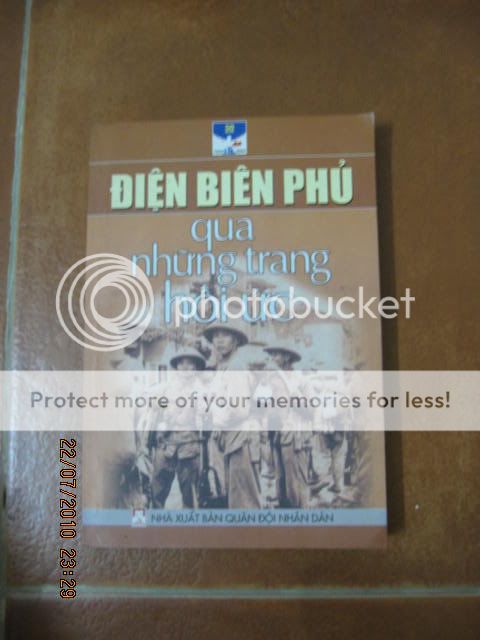 ĐIỆN BIÊN PHỦ
qua
những trang
photobucket
Protect more of your memories for less!
NHÀ XUẤT BẢN QUÂN ĐỘI NHÂN DÂN
22/07/2010 23:29